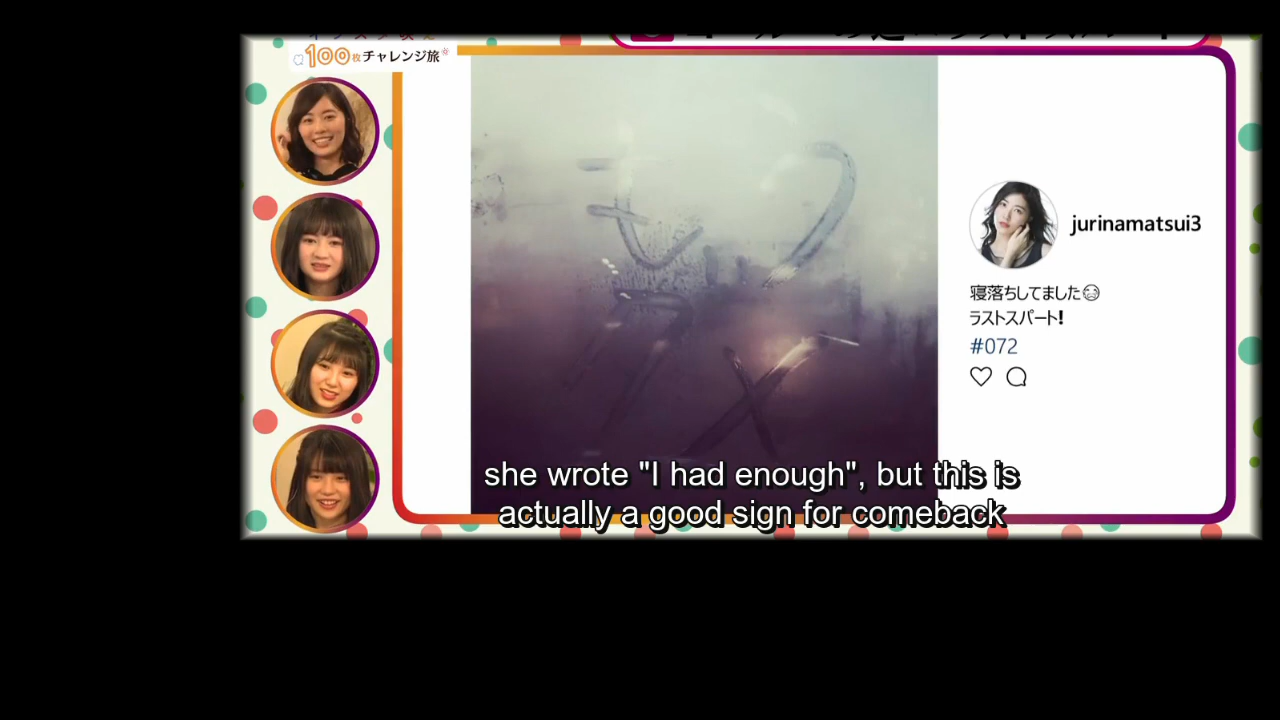 100枚チャレンジ旅
jurinamatsui3
寝落ちしてました
ラストスパート!
#072
she wrote "I had enough", but this is
actually a good sign for comeback